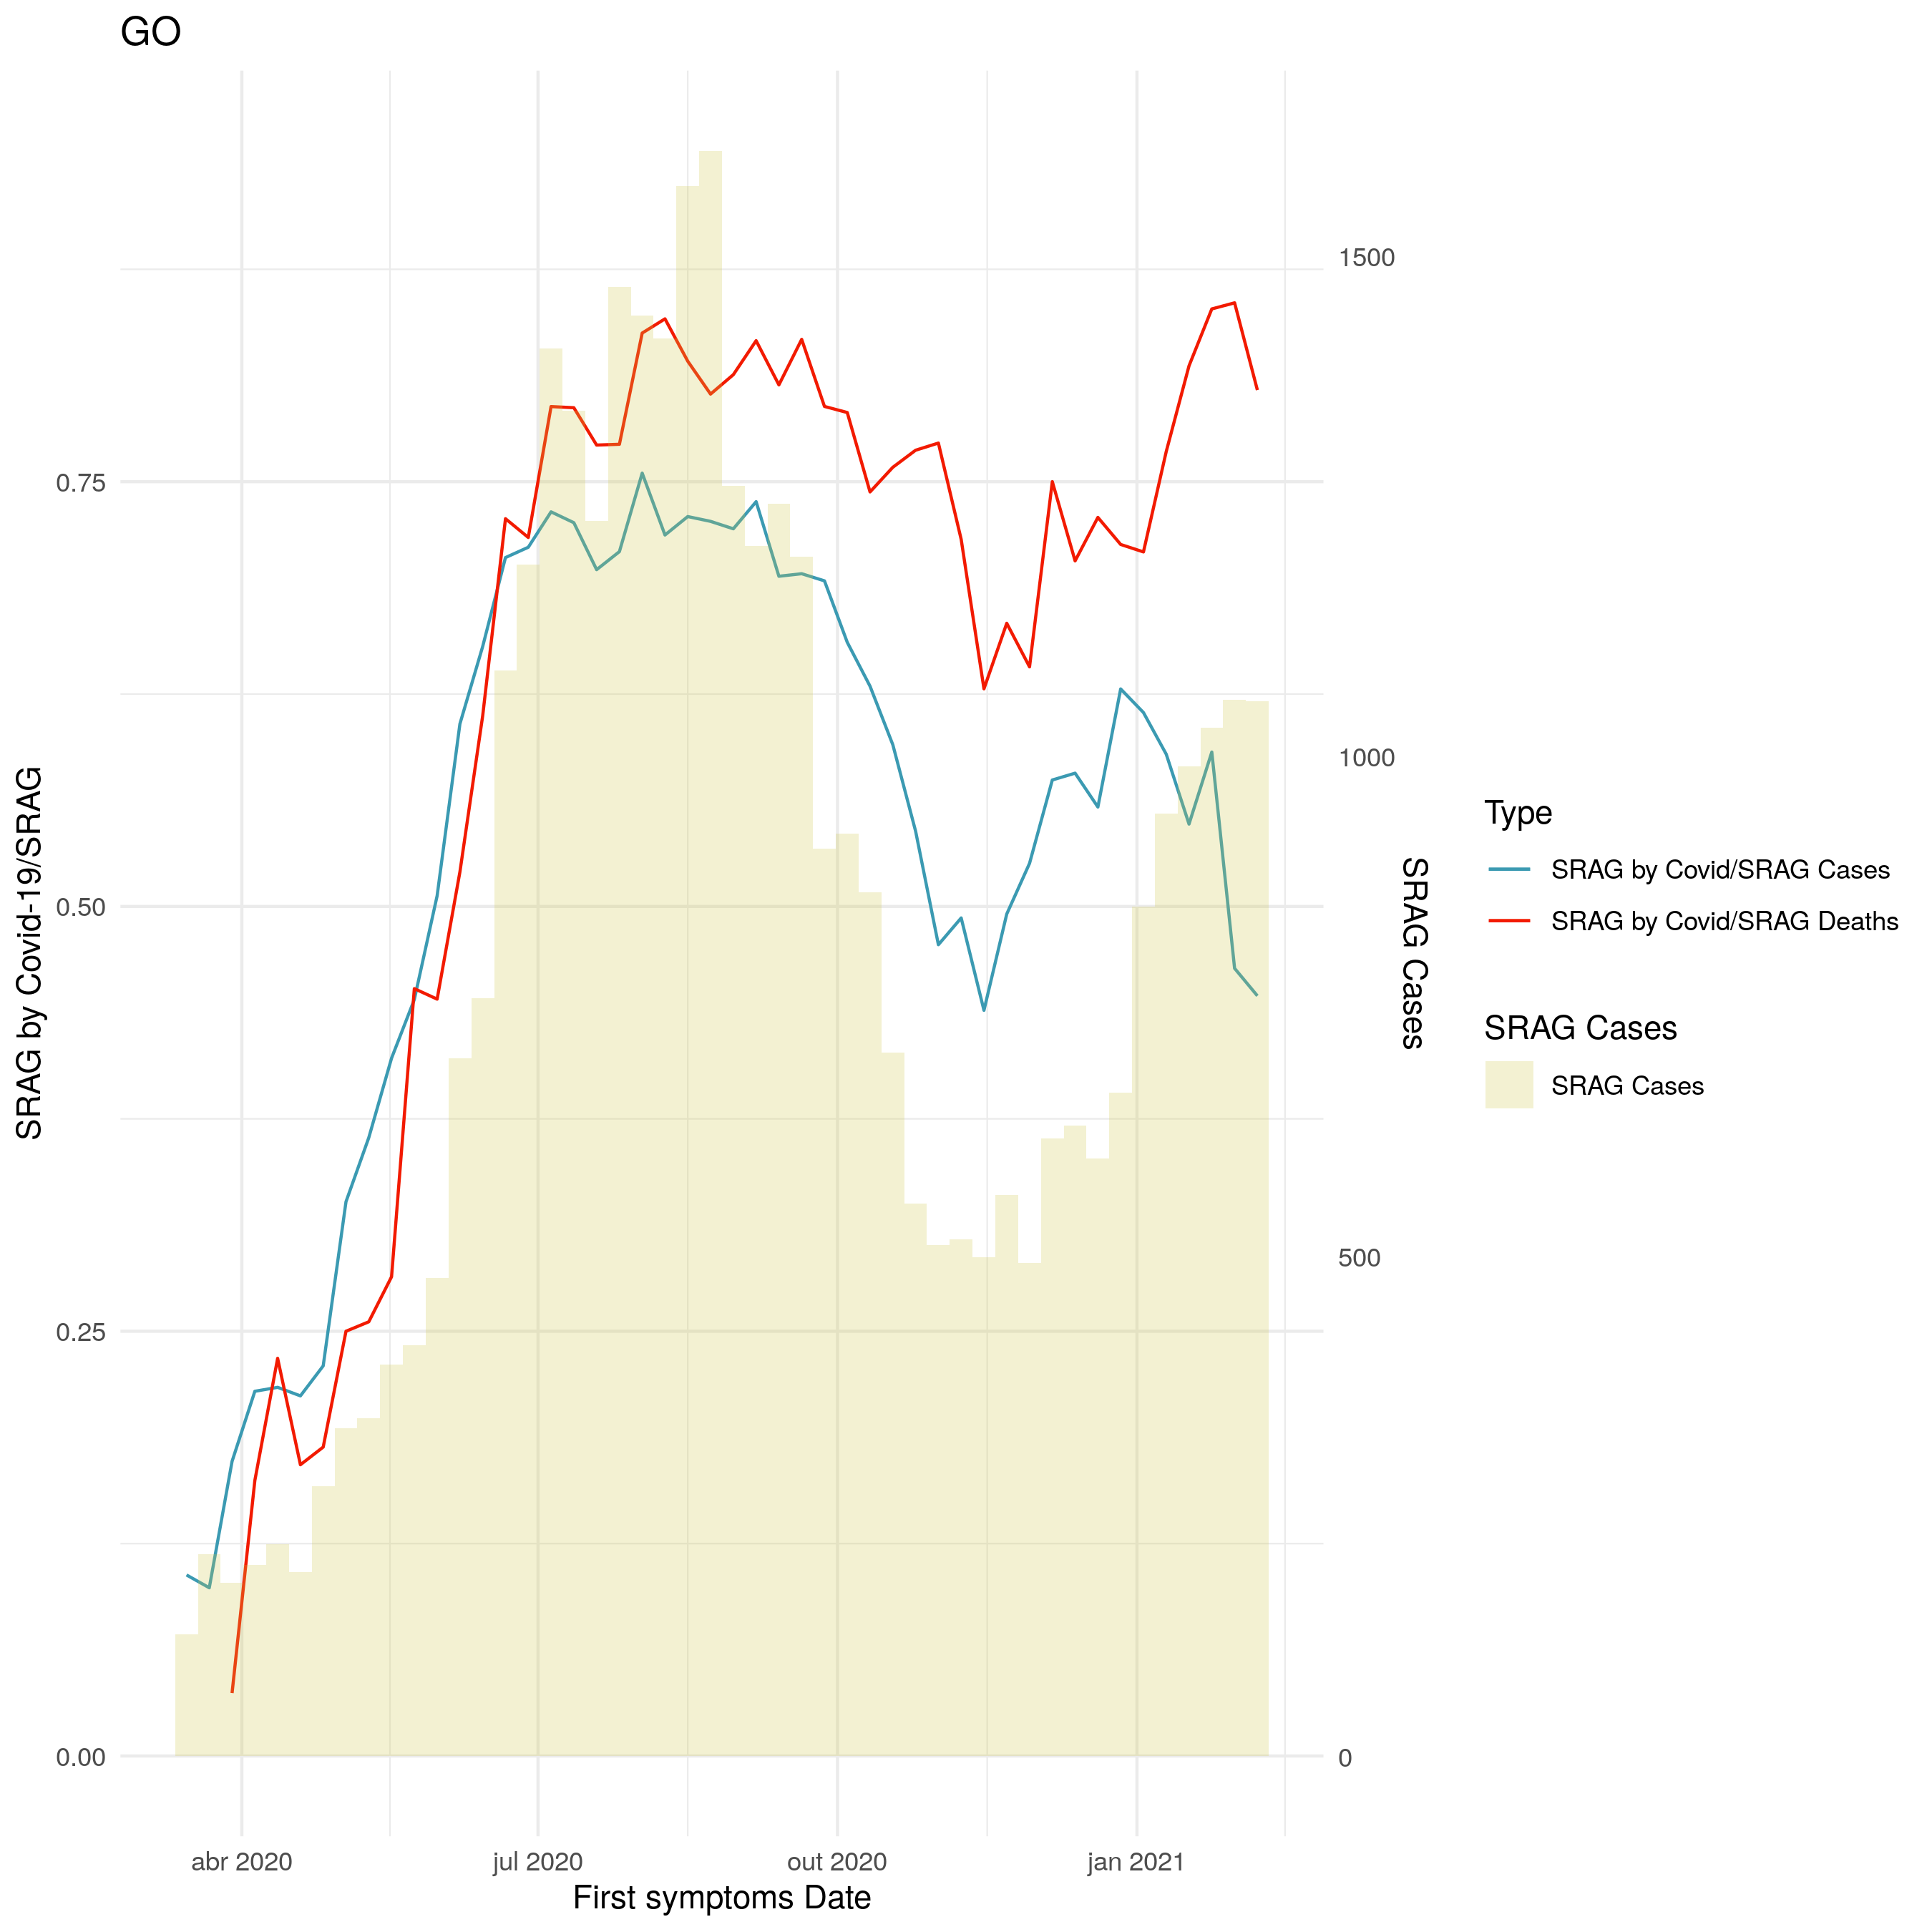 GO
SRAG by Covid-19/SRAG
0.75
0.50
0.25
0.00
1500
1000
500
0
SRAG Cases
abr 2020
jul 2020
out 2020
jan 2021
First symptoms Date
Type
SRAG by Covid/SRAG Cases
SRAG by Covid/SRAG Deaths
SRAG Cases
SRAG Cases